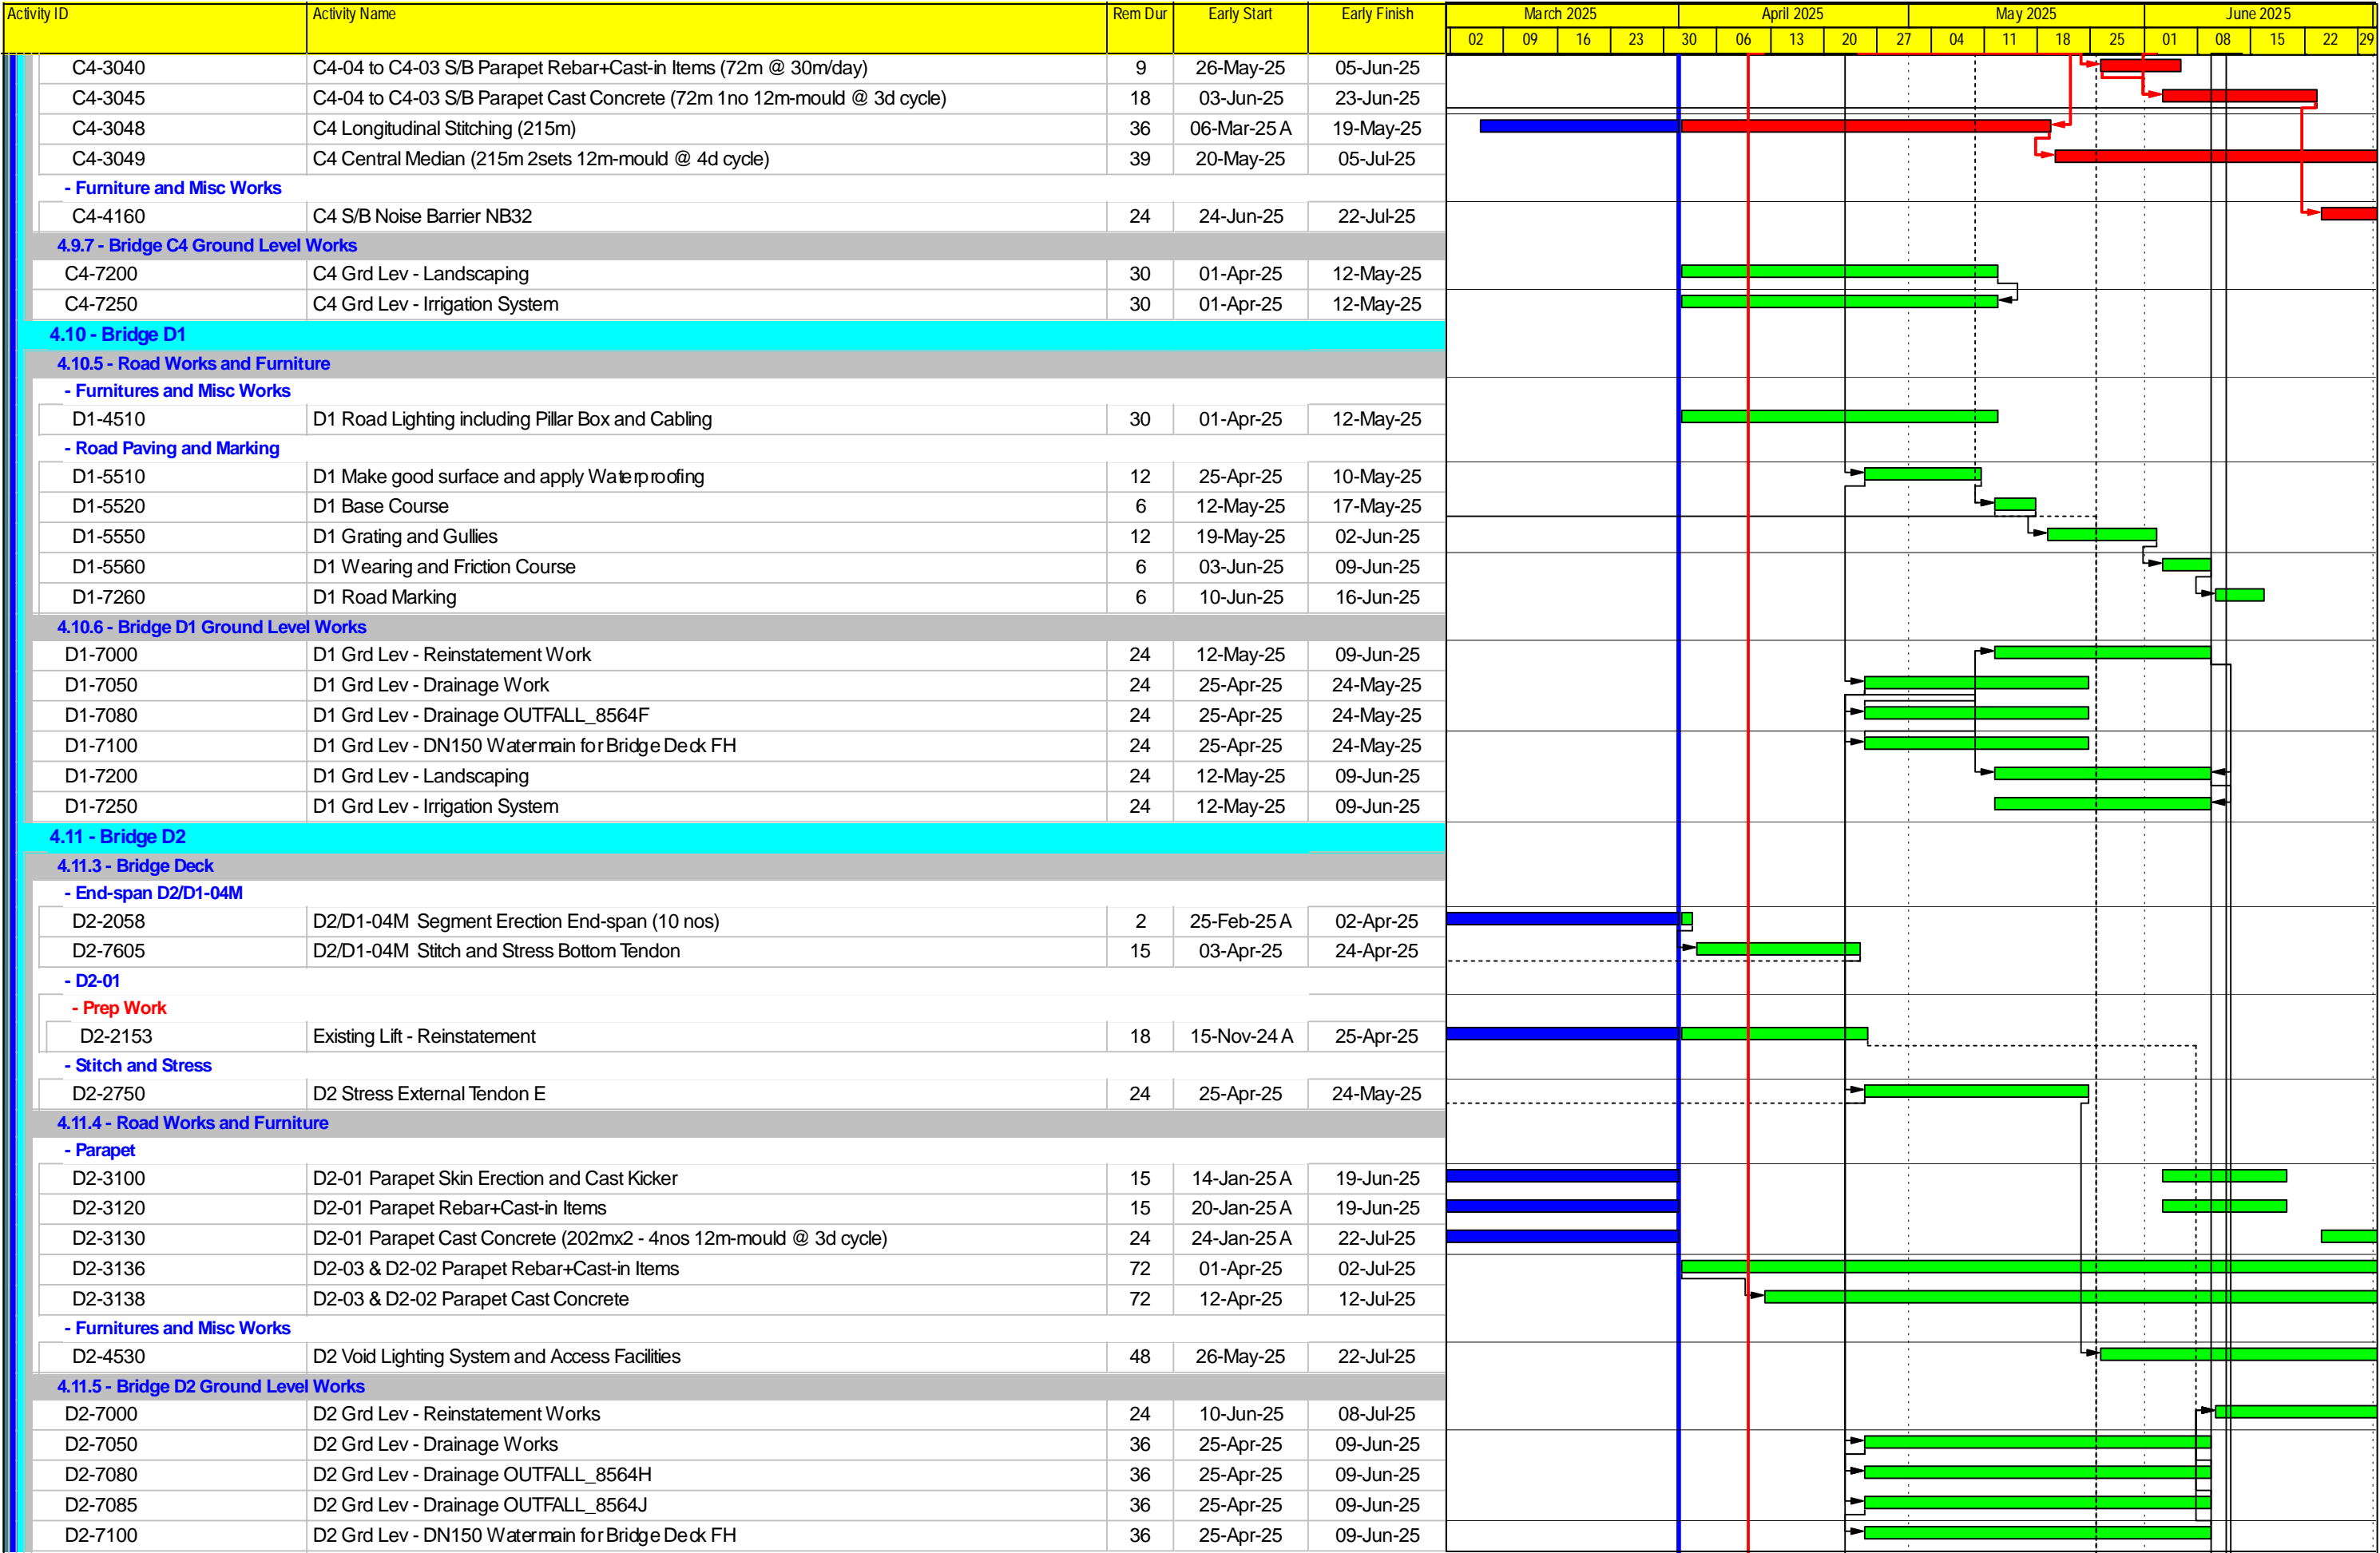 Activity ID Activity Name Rem Dur Early Start Early Finish March 2025 April 2025 May 2025 June 2025
02 09 16 23 30 06 13 20 27 04 11 18 25 01 08 15 22 29
C4-3040 C4-04 to C4-03 S/B Parapet Rebar+Cast-in Items (72m @ 30m/day) 9 26-May-25 05-Jun-25
C4-3045 C4-04 to C4-03 S/B Parapet Cast Concrete (72m 1no 12m-mould @ 3d cycle) 18 03-Jun-25 23-Jun-25
C4-3048 C4 Longitudinal Stitching (215m) 36 06-Mar-25 A 19-May-25
C4-3049 C4 Central Median (215m 2sets 12m-mould @ 4d cycle) 39 20-May-25 05-Jul-25
- Furniture and Misc Works
C4-4160 C4 S/B Noise Barrier NB32 24 24-Jun-25 22-Jul-25
4.9.7 - Bridge C4 Ground Level Works
C4-7200 C4 Grd Lev - Landscaping 30 01-Apr-25 12-May-25
C4-7250 C4 Grd Lev - Irrigation System 30 01-Apr-25 12-May-25
4.10 - Bridge D1
4.10.5 - Road Works and Furniture
- Furnitures and Misc Works
D1-4510 D1 Road Lighting including Pillar Box and Cabling 30 01-Apr-25 12-May-25
- Road Paving and Marking
D1-5510 D1 Make good surface and apply Waterproofing 12 25-Apr-25 10-May-25
D1-5520 D1 Base Course 6 12-May-25 17-May-25
D1-5550 D1 Grating and Gullies 12 19-May-25 02-Jun-25
D1-5560 D1 Wearing and Friction Course 6 03-Jun-25 09-Jun-25
D1-7260 D1 Road Marking 6 10-Jun-25 16-Jun-25
4.10.6 - Bridge D1 Ground Level Works
D1-7000 D1 Grd Lev - Reinstatement Work 24 12-May-25 09-Jun-25
D1-7050 D1 Grd Lev - Drainage Work 24 25-Apr-25 24-May-25
D1-7080 D1 Grd Lev - Drainage OUTFALL_8564F 24 25-Apr-25 24-May-25
D1-7100 D1 Grd Lev - DN150 Watermain for Bridge Deck FH 24 25-Apr-25 24-May-25
D1-7200 D1 Grd Lev - Landscaping 24 12-May-25 09-Jun-25
D1-7250 D1 Grd Lev - Irrigation System 24 12-May-25 09-Jun-25
4.11 - Bridge D2
4.11.3 - Bridge Deck
- End-span D2/D1-04M
D2-2058 D2/D1-04M Segment Erection End-span (10 nos) 2 25-Feb-25 A 02-Apr-25
D2-7605 D2/D1-04M Stitch and Stress Bottom Tendon 15 03-Apr-25 24-Apr-25
- D2-01
- Prep Work
D2-2153 Existing Lift - Reinstatement 18 15-Nov-24 A 25-Apr-25
- Stitch and Stress
D2-2750 D2 Stress External Tendon E 24 25-Apr-25 24-May-25
4.11.4 - Road Works and Furniture
- Parapet
D2-3100 D2-01 Parapet Skin Erection and Cast Kicker 15 14-Jan-25 A 19-Jun-25
D2-3120 D2-01 Parapet Rebar+Cast-in Items 15 20-Jan-25 A 19-Jun-25
D2-3130 D2-01 Parapet Cast Concrete (202mx2 - 4nos 12m-mould @ 3d cycle) 24 24-Jan-25 A 22-Jul-25
D2-3136 D2-03 & D2-02 Parapet Rebar+Cast-in Items 72 01-Apr-25 02-Jul-25
D2-3138 D2-03 & D2-02 Parapet Cast Concrete 72 12-Apr-25 12-Jul-25
- Furnitures and Misc Works
D2-4530 D2 Void Lighting System and Access Facilities 48 26-May-25 22-Jul-25
4.11.5 - Bridge D2 Ground Level Works
D2-7000 D2 Grd Lev - Reinstatement Works 24 10-Jun-25 08-Jul-25
D2-7050 D2 Grd Lev - Drainage Works 36 25-Apr-25 09-Jun-25
D2-7080 D2 Grd Lev - Drainage OUTFALL_8564H 36 25-Apr-25 09-Jun-25
D2-7085 D2 Grd Lev - Drainage OUTFALL_8564J 36 25-Apr-25 09-Jun-25
D2-7100 D2 Grd Lev - DN150 Watermain for Bridge Deck FH 36 25-Apr-25 09-Jun-25